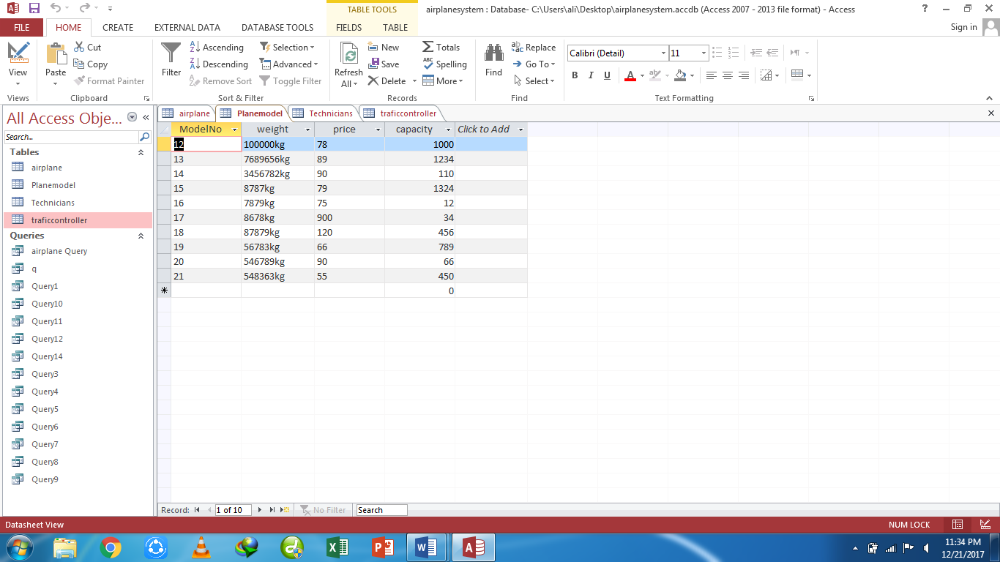 TABLE TOOLS
airplanesystem : Database- C:\Users\ali\Desktop\airplanesystem.accdb (Access 2007 - 2013 file format) - Access
FILE HOME CREATE EXTERNAL DATA DATABASE TOOLS FIELDS TABLE Sign in
View Paste Cut Copy Format Painter
Filter Ascending Descending Remove Sort Selection Advanced Toggle Filter
Refresh All New Save Delete Totals Spelling More
Find Replace Go To Select
Calibri (Detail) 11
B I U A
Views Clipboard Sort & Filter Records Find Text Formatting
All Access Obje...
Search...
Tables
airplane
Planemodel
Technicians
traficcontroller
Queries
airplane Query
q
Query1
Query10
Query11
Query12
Query14
Query3
Query4
Query5
Query6
Query7
Query8
Query9
airplane Planemodel Technicians traficcontroller
ModelNo weight price capacity Click to Add
12 100000kg 78 1000
13 7689656kg 89 1234
14 3456782kg 90 110
15 8787kg 79 1324
16 7879kg 75 12
17 8678kg 900 34
18 87879kg 120 456
19 56783kg 66 789
20 546789kg 90 66
21 548363kg 55 450
0
Record: 1 of 10 No Filter Search
Datasheet View NUM LOCK
11:34 PM
12/21/2017